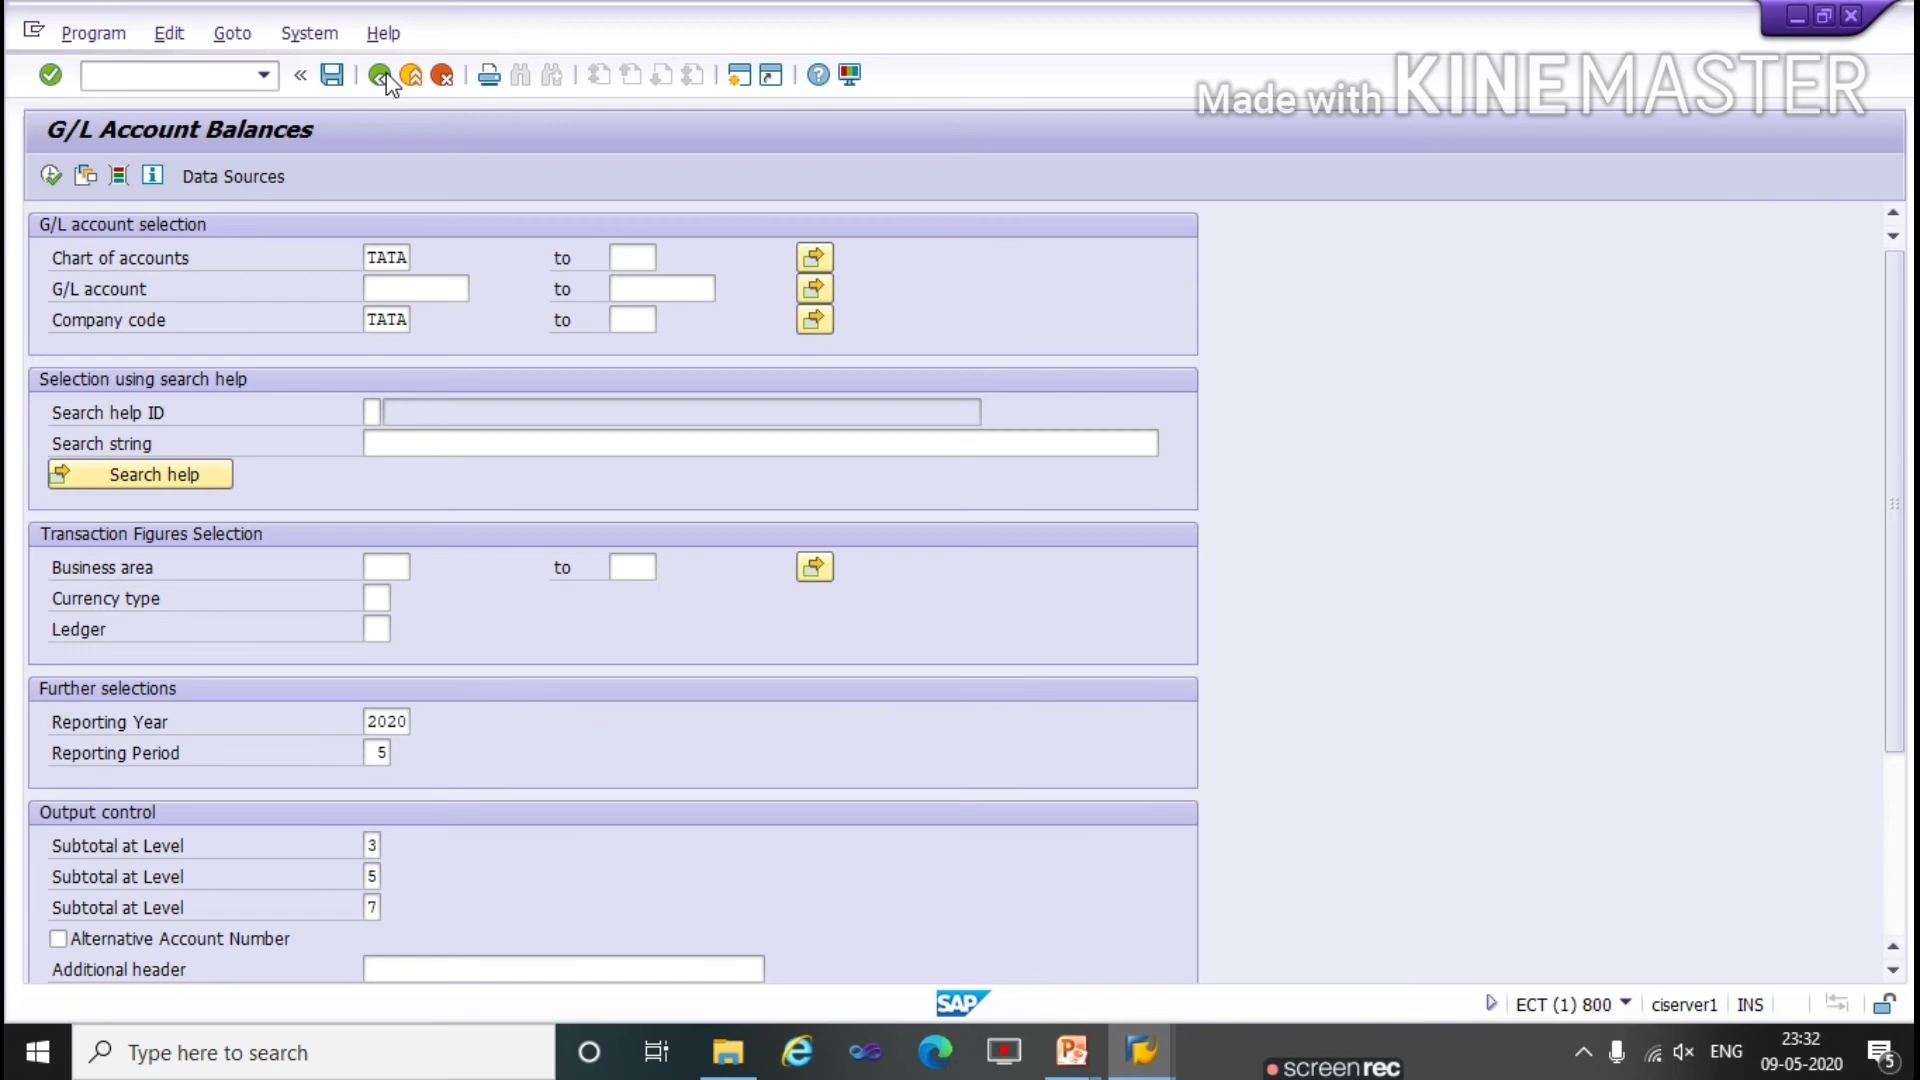 Program Edit Goto System Help
Made with KINEMASTER
G/L Account Balances
Data Sources
G/L account selection
Chart of accounts TATA to
G/L account to
Company code TATA to
Selection using search help
Search help ID
Search string
Search help
Transaction Figures Selection
Business area to
Currency type
Ledger
Further selections
Reporting Year 2020
Reporting Period 5
Output control
Subtotal at Level 3
Subtotal at Level 5
Subtotal at Level 7
Alternative Account Number
Additional header
SAP
ECT (1) 800 ciserver1 INS
Type here to search
screenrec
ENG
23:32
09-05-2020
5